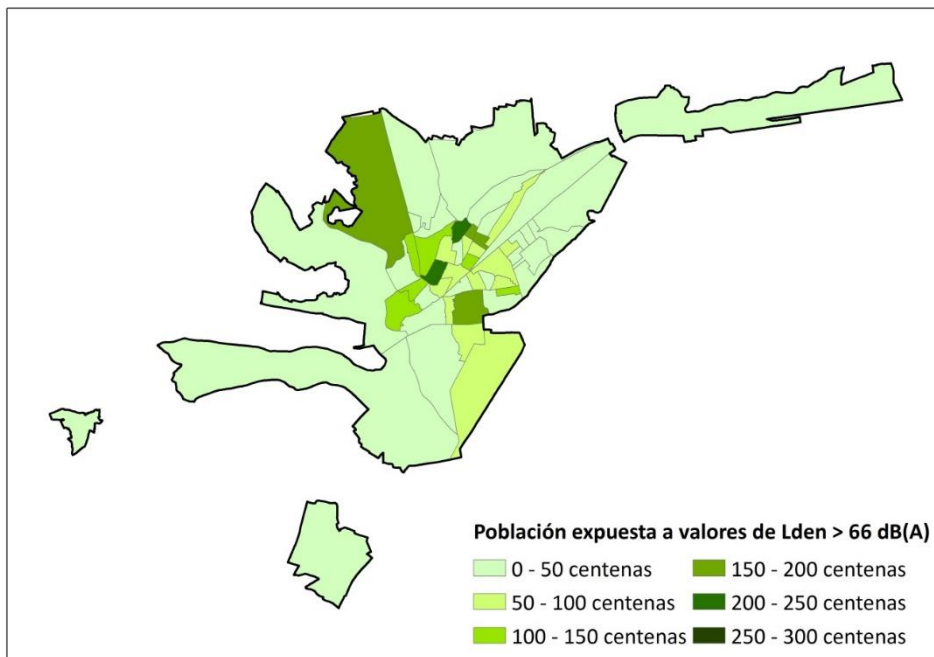 Población expuesta a valores de Lden > 66 dB(A)
0 - 50 centenas
150 - 200 centenas
50 - 100 centenas
200 - 250 centenas
100 - 150 centenas
250 - 300 centenas